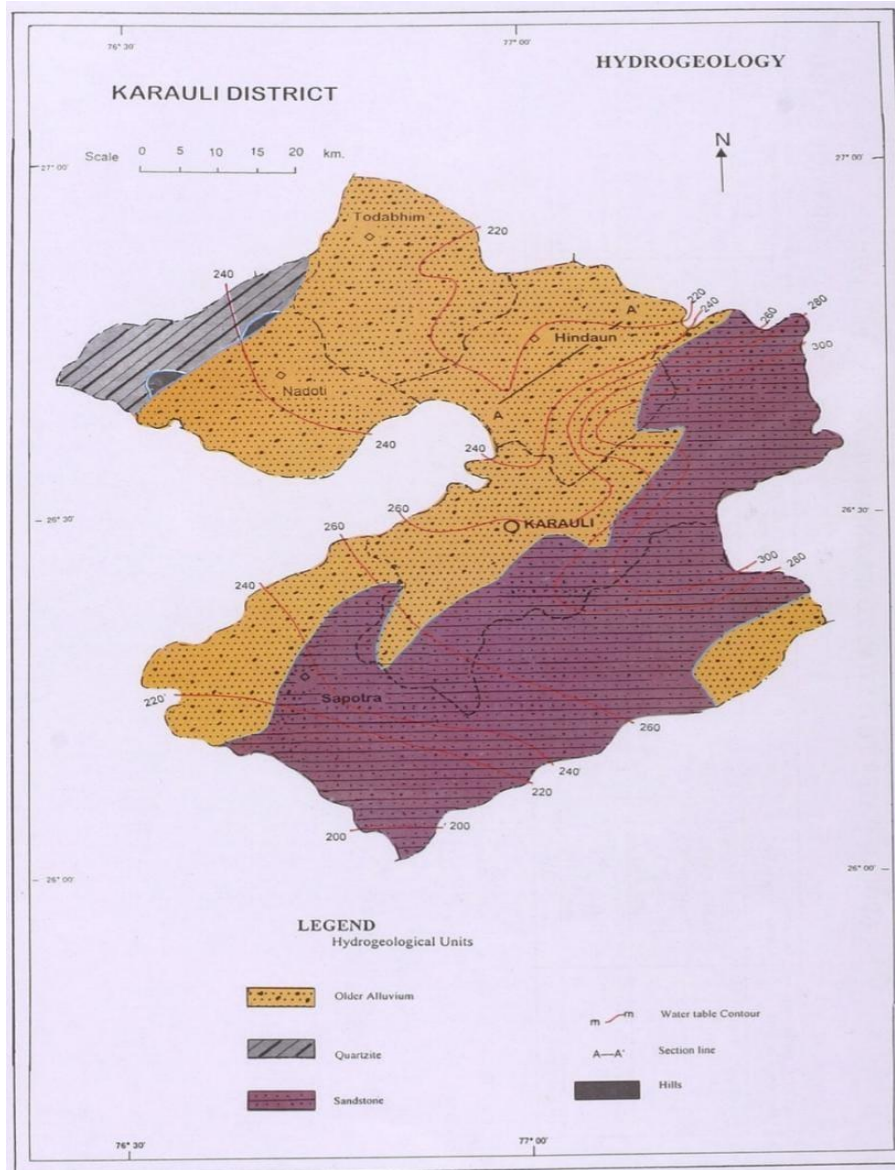 76° 30'
77° 00'
HYDROGEOLOGY
KARAULI DISTRICT
Scale 0 5 10 15 20 km.
N
27° 00'
27° 00'
Todabhim
220
240
A'
220
240
260
280
Hindaun
300
Nadoti
A
240
240
260
26° 30'
KARAULI
26° 30'
260
300
280
240
Sapotra
220
260
240
220
200
200
26° 00'
26° 00'
LEGEND
Hydrogeological Units
Older Alluvium
m m Water table Contour
Quartzite
A—A' Section line
Sandstone
Hills
76° 30'
77° 00'